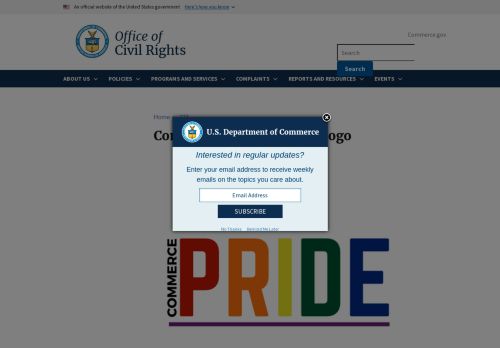 An official website of the United States government Here's how you know
Commerce.gov
Office of
Civil Rights
Search
Search
ABOUT US POLICIES PROGRAMS AND SERVICES COMPLAINTS REPORTS AND RESOURCES EVENTS
Home
Co
ogo
U.S. Department of Commerce
Interested in regular updates?
Enter your email address to receive weekly
emails on the topics you care about.
Email Address
SUBSCRIBE
No Thanks Remind Me Later
COMMERCE
PRIDE